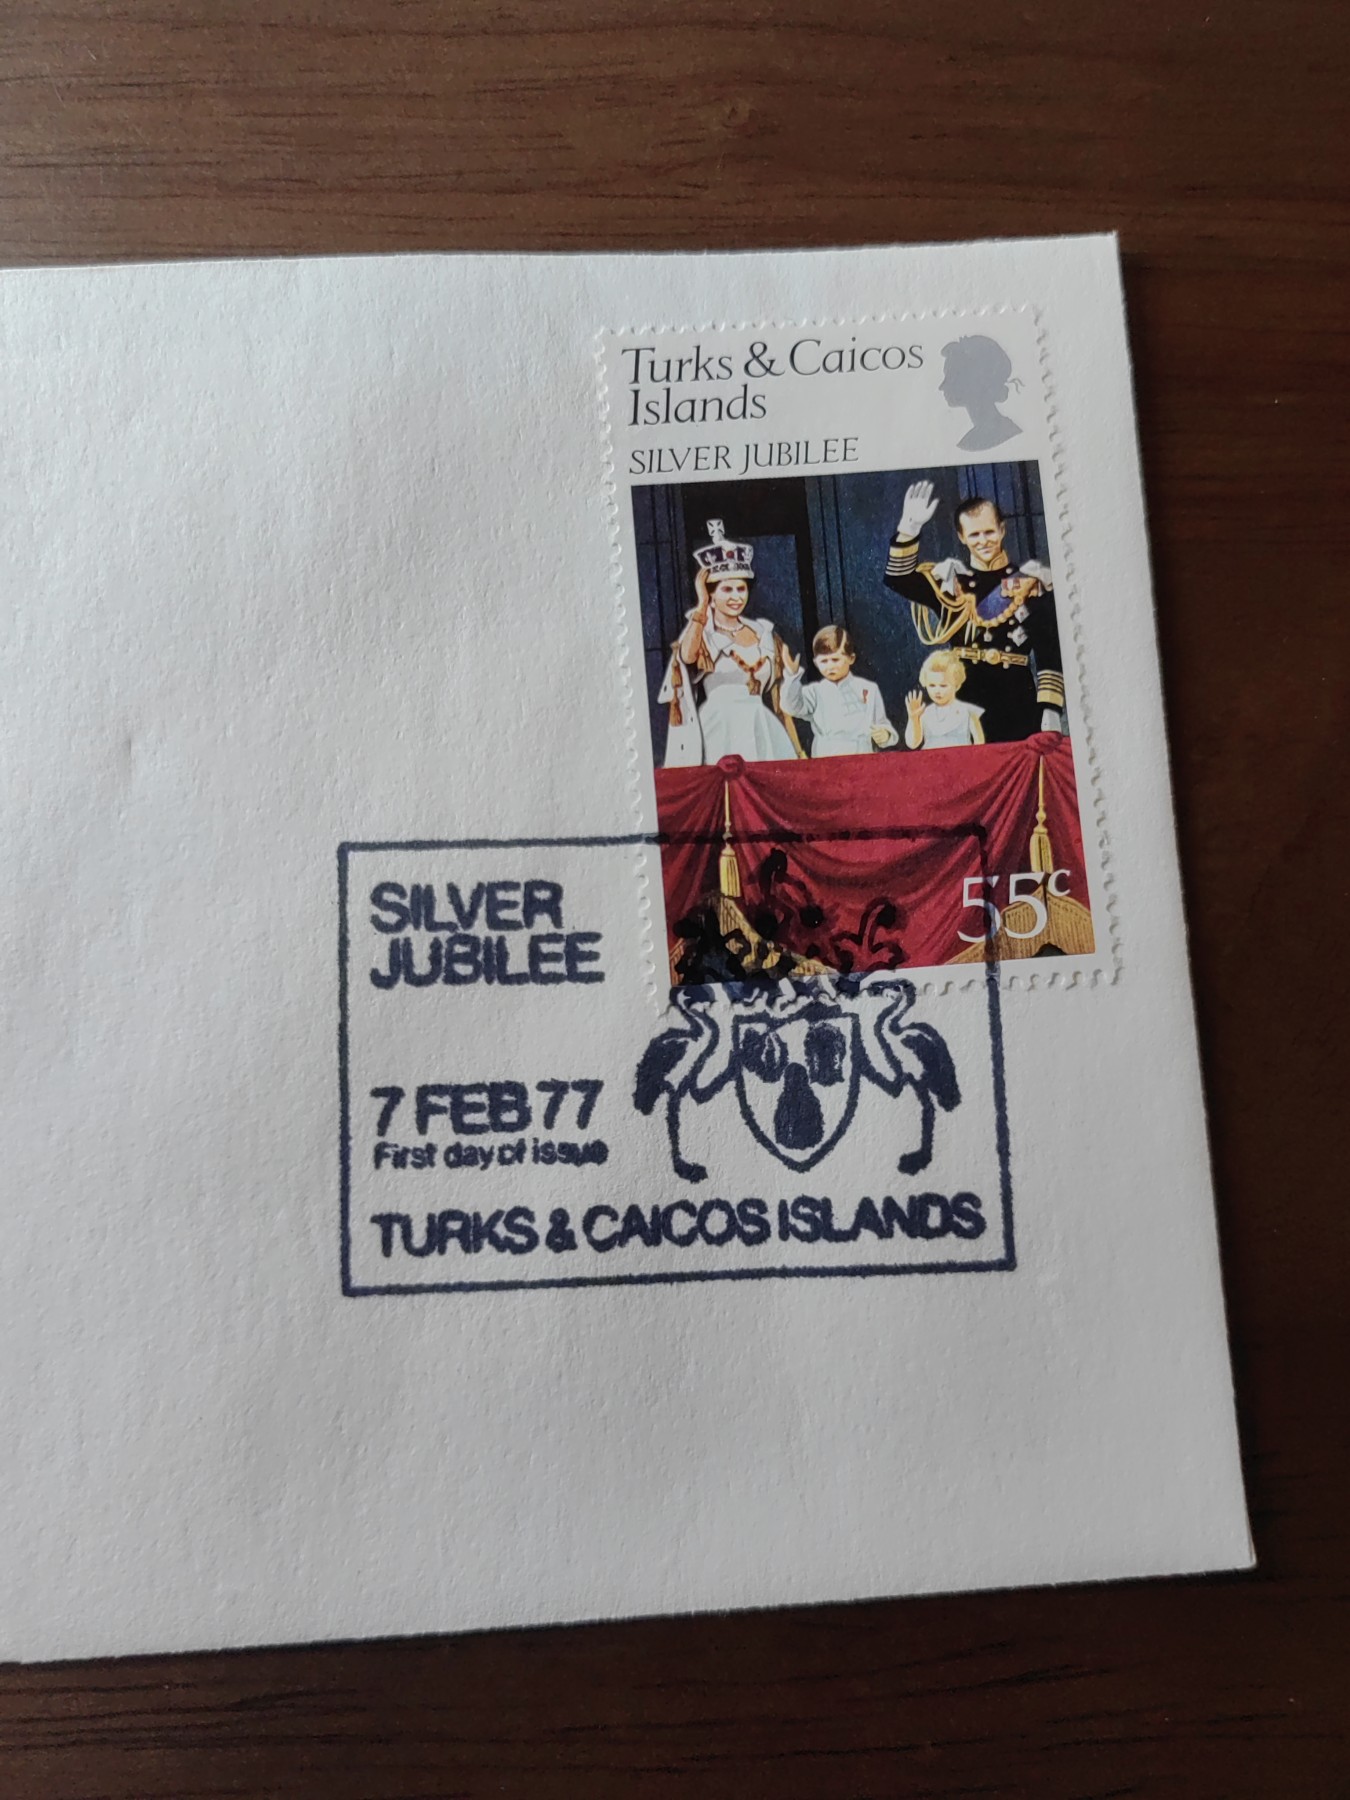 Turks & Caicos
Islands
SILVER JUBILEE
55c
SILVER
JUBILEE
7 FEB 77
First day of issue
TURKS & CAICOS ISLANDS